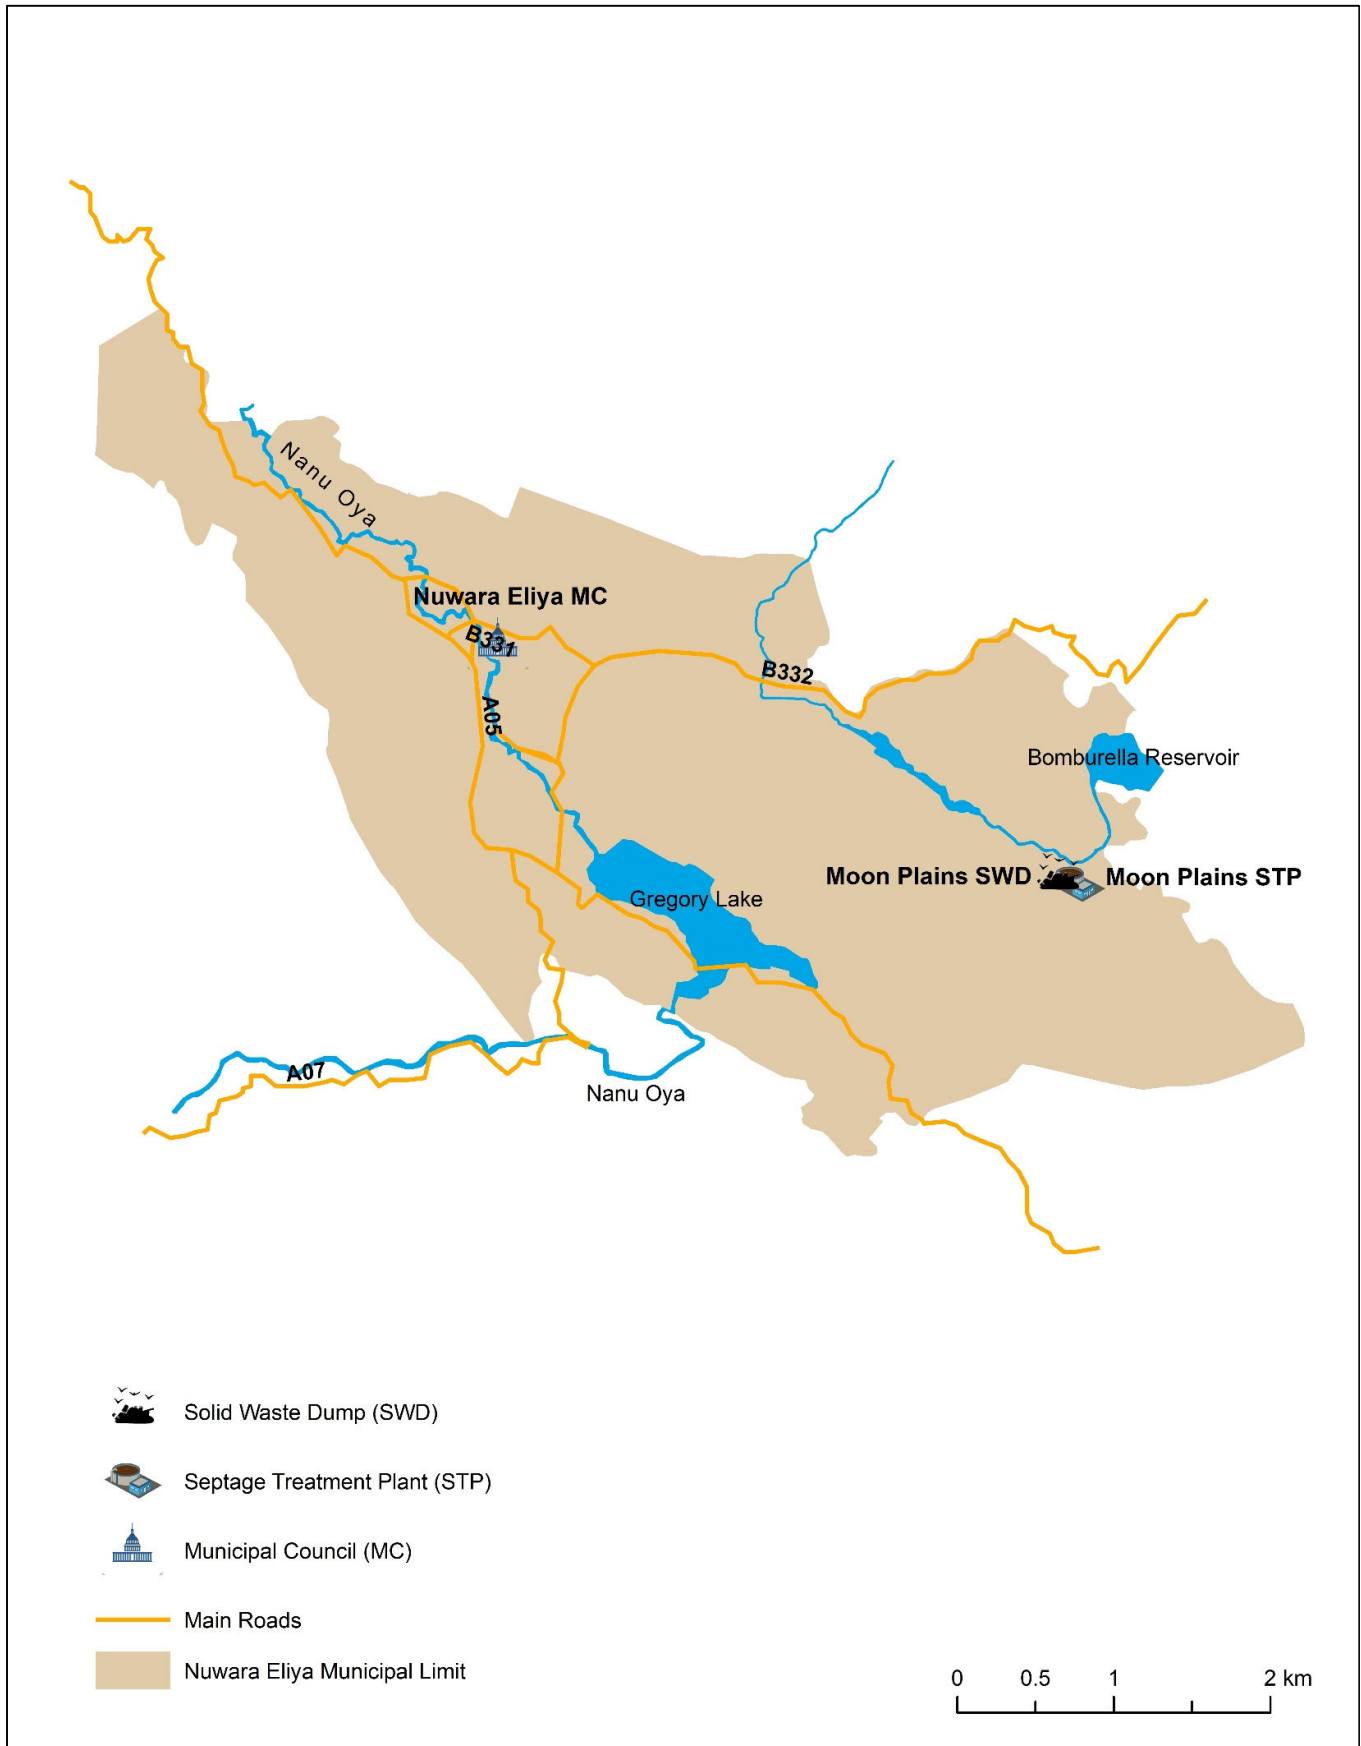 Nanu Oya
Nuwara Eliya MC
B331
B332
A05
Bomburella Reservoir
Moon Plains SWD
Moon Plains STP
Gregory Lake
A07
Nanu Oya
Solid Waste Dump (SWD)
Septage Treatment Plant (STP)
Municipal Council (MC)
Main Roads
Nuwara Eliya Municipal Limit
0 0.5 1 2 km